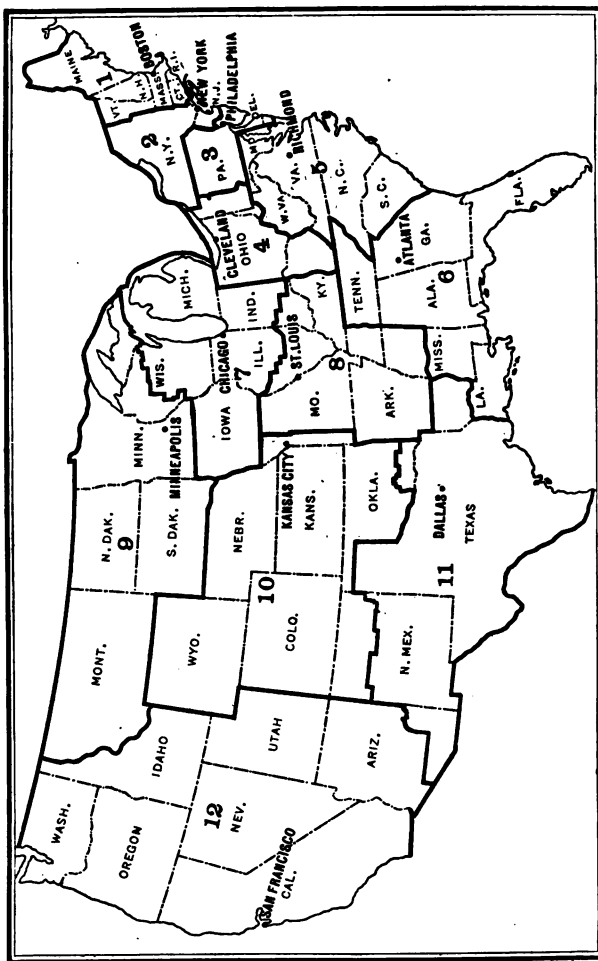 WASH.
OREGON
12
NEV.
SAN FRANCISCO
CAL.
IDAHO
UTAH
ARIZ.
MONT.
WYO.
COLO.
N. MEX.
10
N. DAK.
9
S. DAK.
NEBR.
KANSAS CITY
KANS.
OKLA.
DALLAS
TEXAS
11
MINN.
MINNEAPOLIS
IOWA
MO.
ARK.
LA.
WIS.
CHICAGO
7
ILL.
ST. LOUIS
8
MISS.
MICH.
IND.
KY.
TENN.
ALA.
6
CLEVELAND
OHIO
4
ATLANTA
GA.
FLA.
W. VA.
VA.
RICHMOND
5
N. C.
S. C.
PA.
3
2
N. Y.
NEW YORK
N. J.
PHILADELPHIA
DEL.
MAINE
1
VT.
N. H.
MASS.
BOSTON
CT.
R. I.